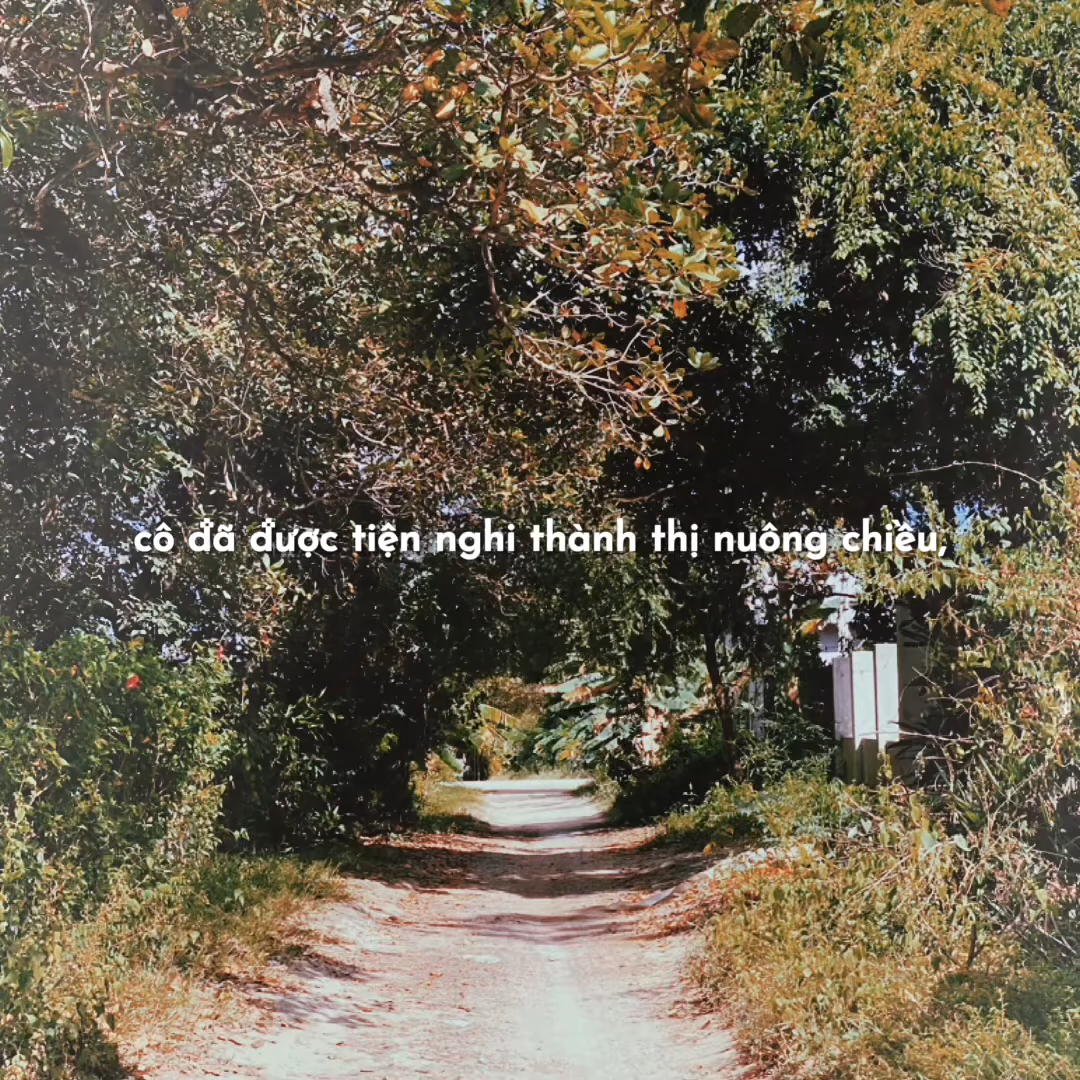 cô đã được tiện nghi thành thị nuông chiều,